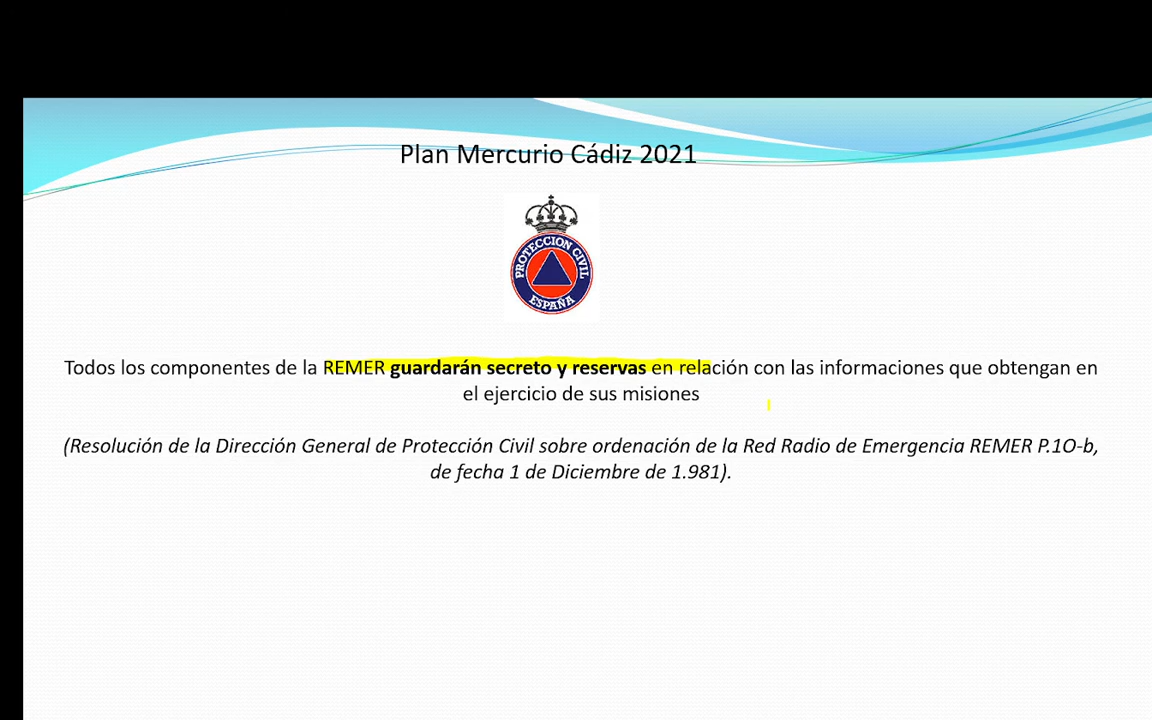 Plan Mercurio Cádiz 2021
PROTECCION CIVIL
ESPAÑA
Todos los componentes de la REMER guardarán secreto y reservas en relación con las informaciones que obtengan en
el ejercicio de sus misiones
(Resolución de la Dirección General de Protección Civil sobre ordenación de la Red Radio de Emergencia REMER P.1O-b,
de fecha 1 de Diciembre de 1.981).